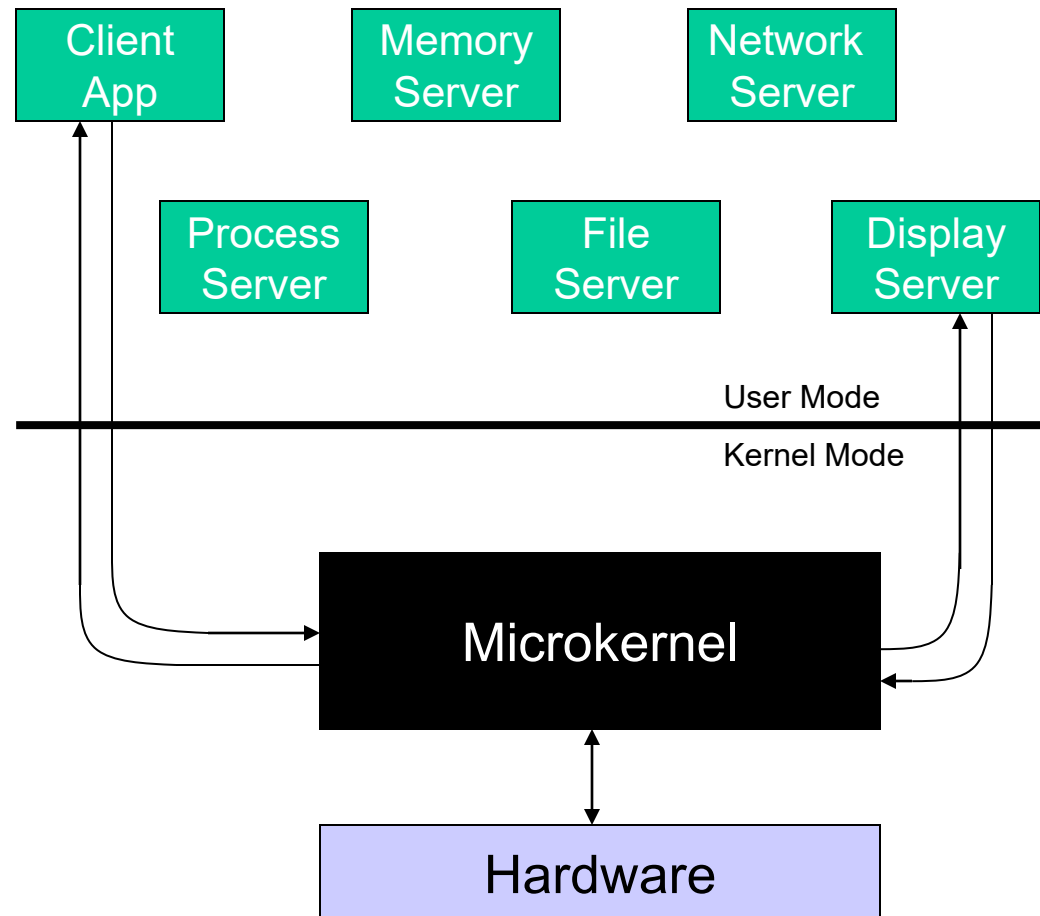 Client
App
Memory
Server
Network
Server
Process
Server
File
Server
Display
Server
User Mode
Kernel Mode
Microkernel
Hardware